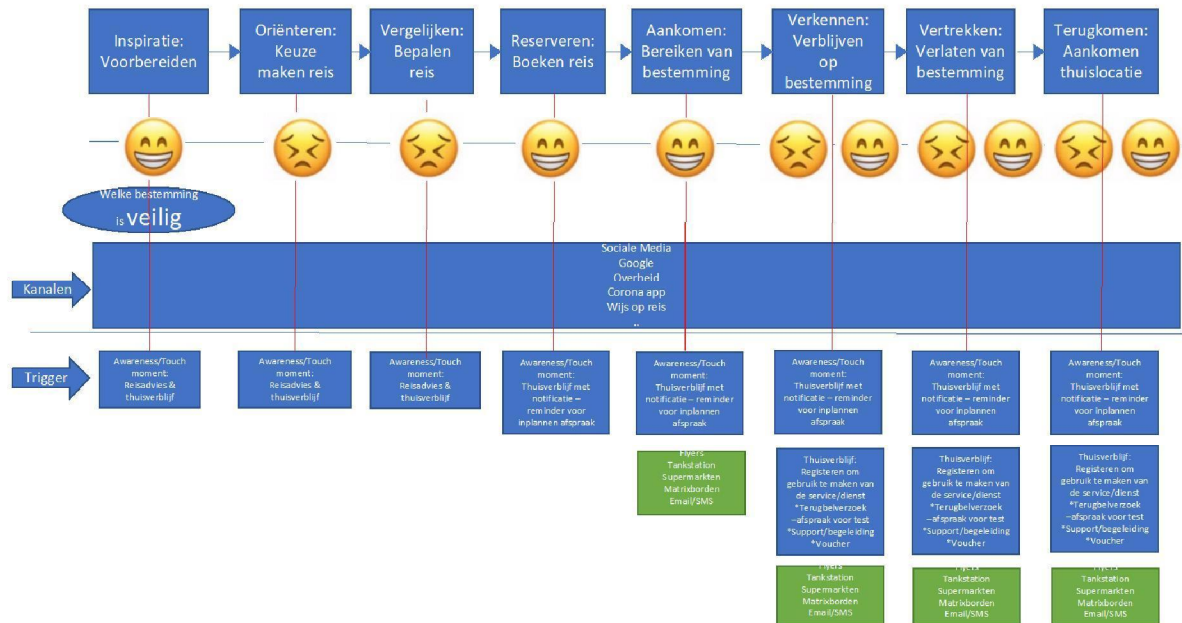 Inspiratie:
Voorbereiden
Oriënteren:
Keuze
maken reis
Vergelijken:
Bepalen
reis
Reserveren:
Boeken reis
Aankomen:
Bereiken van
bestemming
Verkennen:
Verblijven
op
bestemming
Vertrekken:
Verlaten van
bestemming
Terugkomen:
Aankomen
thuislocatie
Welke bestemming
is veilig
Kanalen
Sociale Media
Google
Overheid
Corona app
Wijs op reis
..
Trigger
Awareness/Touch
moment:
Reisadvies &
thuisverblijf
Awareness/Touch
moment:
Reisadvies &
thuisverblijf
Awareness/Touch
moment:
Reisadvies &
thuisverblijf
Awareness/Touch
moment:
Thuisverblijf met
notificatie – reminder
voor inplannen
afspraak
Awareness/Touch
moment:
Thuisverblijf met
notificatie – reminder
voor inplannen
afspraak
Awareness/Touch
moment:
Thuisverblijf met
notificatie – reminder
voor inplannen
afspraak
Awareness/Touch
moment:
Thuisverblijf met
notificatie – reminder
voor inplannen
afspraak
Awareness/Touch
moment:
Thuisverblijf met
notificatie – reminder
voor inplannen
afspraak
Flyers
Tankstation
Supermarkten
Matrixborden
Email/SMS
Thuisverblijf:
Registeren om
gebruik te maken van
de service/dienst
*Terugbelverzoek
–afspraak voor test
*Support/begeleiding
*Voucher
Thuisverblijf:
Registeren om
gebruik te maken van
de service/dienst
*Terugbelverzoek
–afspraak voor test
*Support/begeleiding
*Voucher
Thuisverblijf:
Registeren om
gebruik te maken van
de service/dienst
*Terugbelverzoek
–afspraak voor test
*Support/begeleiding
*Voucher
Flyers
Tankstation
Supermarkten
Matrixborden
Email/SMS
Flyers
Tankstation
Supermarkten
Matrixborden
Email/SMS
Flyers
Tankstation
Supermarkten
Matrixborden
Email/SMS